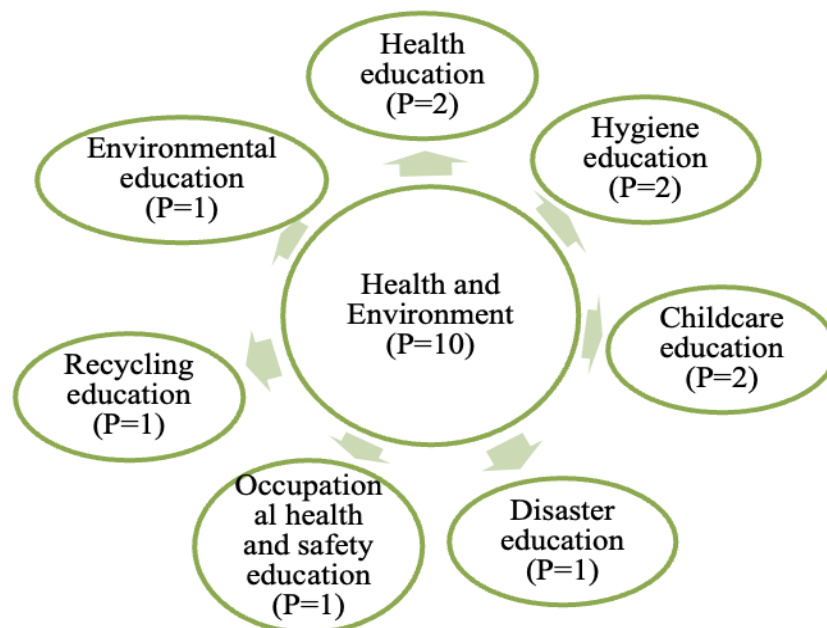 Health
education
(P=2)
Hygiene
education
(P=2)
Environmental
education
(P=1)
Health and
Environment
(P=10)
Childcare
education
(P=2)
Recycling
education
(P=1)
Occupation
al health
and safety
education
(P=1)
Disaster
education
(P=1)